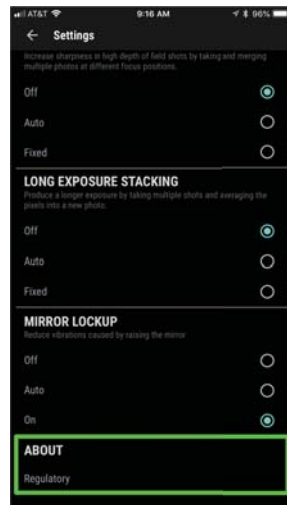 AT&T 9:16 AM 96%
← Settings
Increase sharpness in high depth of field shots by taking and merging
multiple photos at different focus positions.
Off
Auto
Fixed
LONG EXPOSURE STACKING
Produce a longer exposure by taking multiple shots and averaging the
pixels into a new photo.
Off
Auto
Fixed
MIRROR LOCKUP
Reduce vibrations caused by raising the mirror
Off
Auto
On
ABOUT
Regulatory